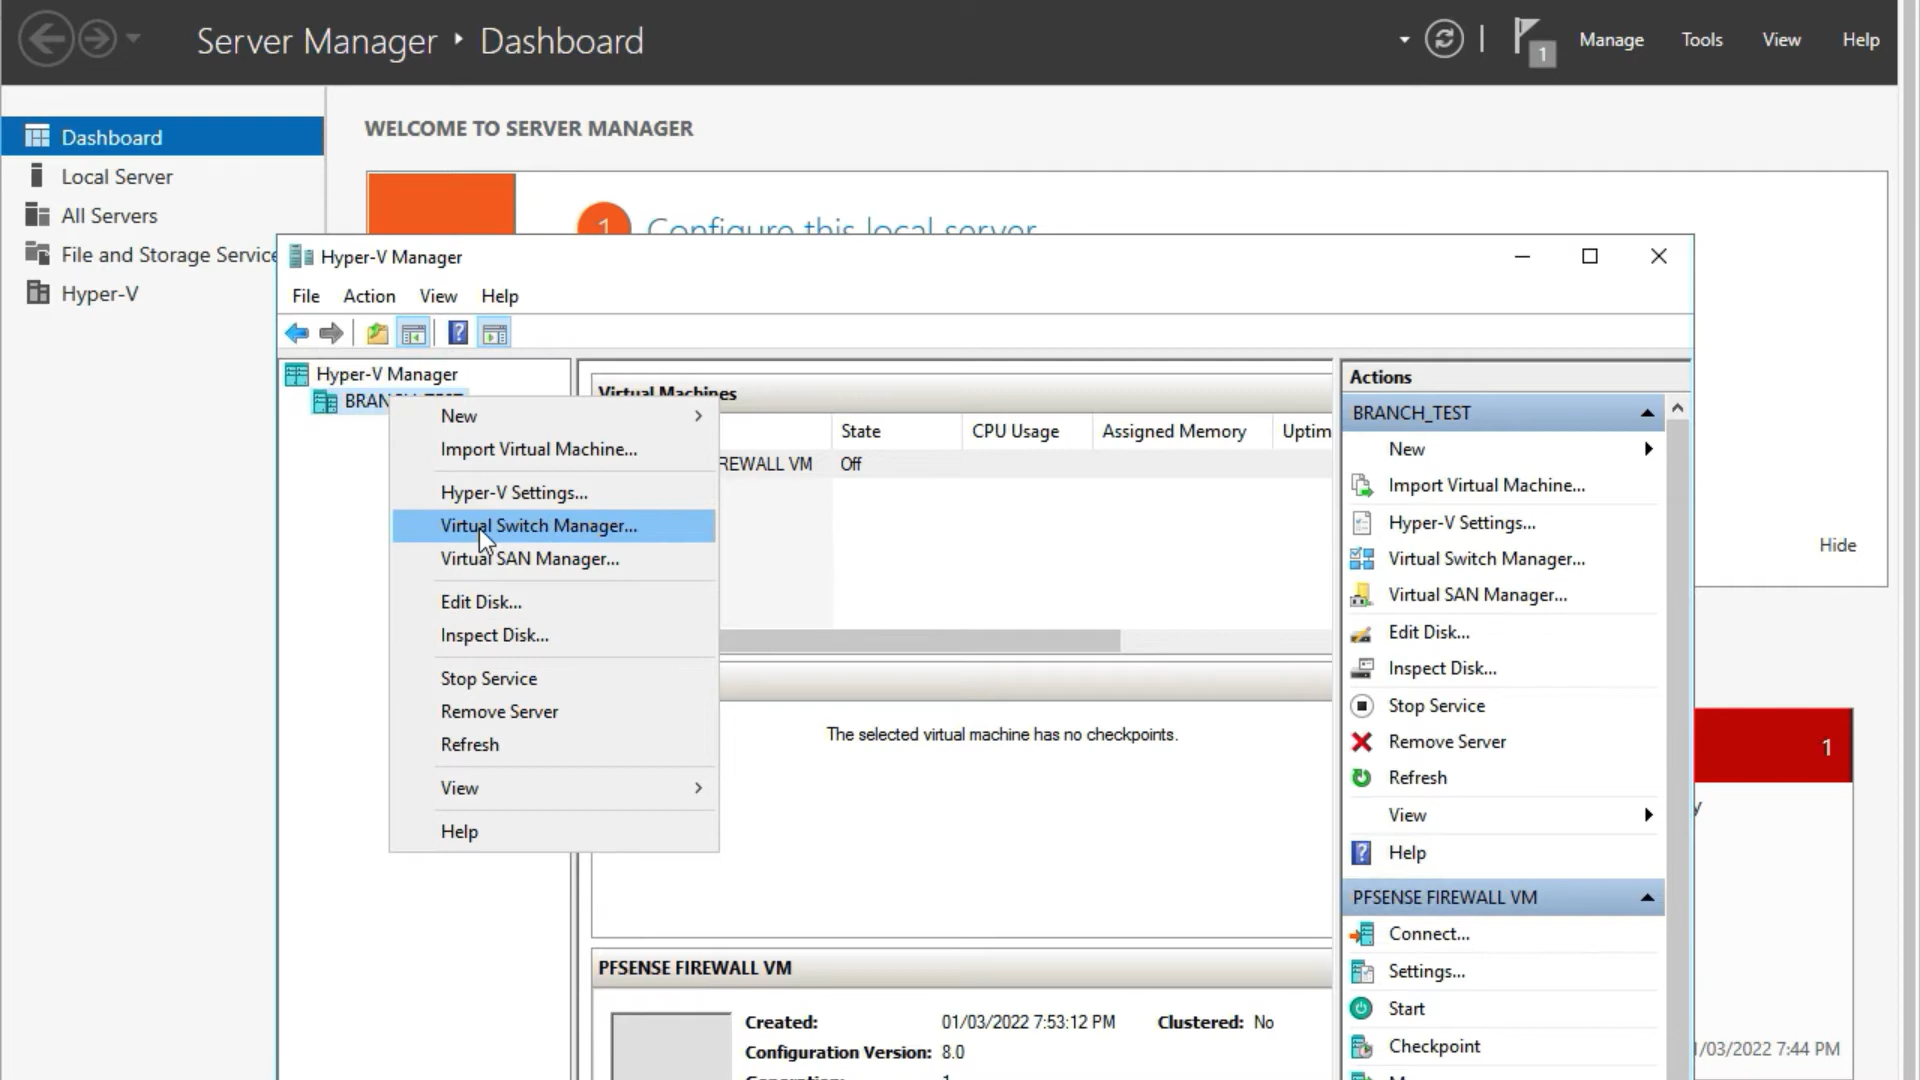 Server Manager ‣ Dashboard
1
Manage
Tools
View
Help
Dashboard
Local Server
All Servers
File and Storage Service
Hyper-V
WELCOME TO SERVER MANAGER
1
Configure this local server
Hide
1
1/03/2022 7:44 PM
Hyper-V Manager
File
Action
View
Help
Hyper-V Manager
BRANCH_TEST
New
Import Virtual Machine...
Hyper-V Settings...
Virtual Switch Manager...
Virtual SAN Manager...
Edit Disk...
Inspect Disk...
Stop Service
Remove Server
Refresh
View
Help
Virtual Machines
State
CPU Usage
Assigned Memory
Uptim
REWALL VM
Off
The selected virtual machine has no checkpoints.
PFSENSE FIREWALL VM
Created: 01/03/2022 7:53:12 PM
Clustered: No
Configuration Version: 8.0
Actions
BRANCH_TEST
New
Import Virtual Machine...
Hyper-V Settings...
Virtual Switch Manager...
Virtual SAN Manager...
Edit Disk...
Inspect Disk...
Stop Service
Remove Server
Refresh
View
Help
PFSENSE FIREWALL VM
Connect...
Settings...
Start
Checkpoint